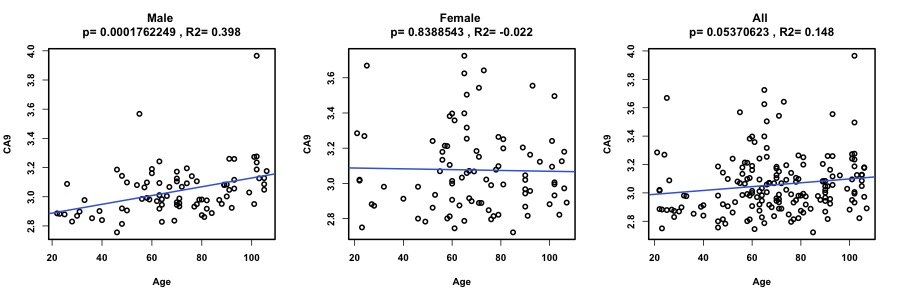 Male
p= 0.0001762249 , R2= 0.398
CA9
4.0
3.8
3.6
3.4
3.2
3.0
2.8
20 40 60 80 100
Age
Female
p= 0.8388543 , R2= -0.022
CA9
3.6
3.4
3.2
3.0
2.8
20 40 60 80 100
Age
All
p= 0.05370623 , R2= 0.148
CA9
4.0
3.8
3.6
3.4
3.2
3.0
2.8
20 40 60 80 100
Age